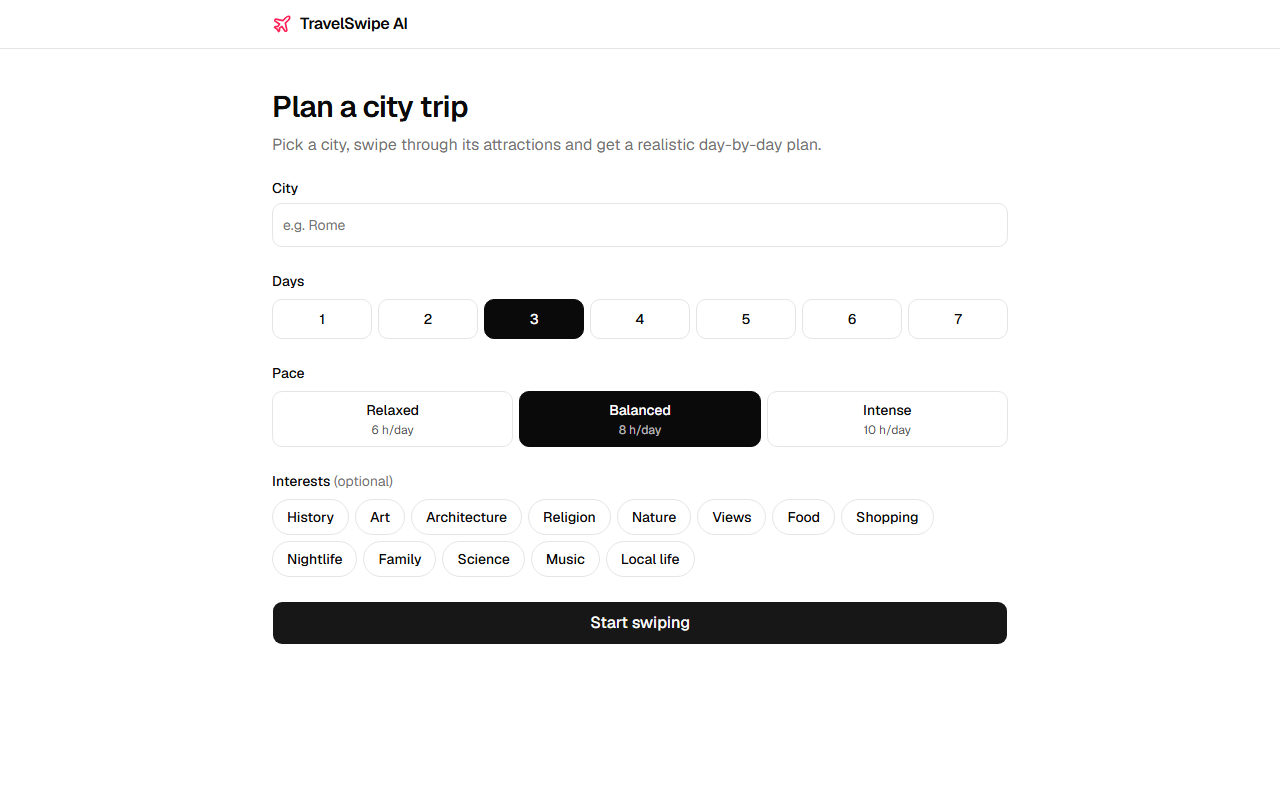 TravelSwipe AI
Plan a city trip
Pick a city, swipe through its attractions and get a realistic day-by-day plan.
City
e.g. Rome
Days
1 2 3 4 5 6 7
Pace
Relaxed Balanced Intense
6 h/day 8 h/day 10 h/day
Interests (optional)
History Art Architecture Religion Nature Views Food Shopping
Nightlife Family Science Music Local life
Start swiping